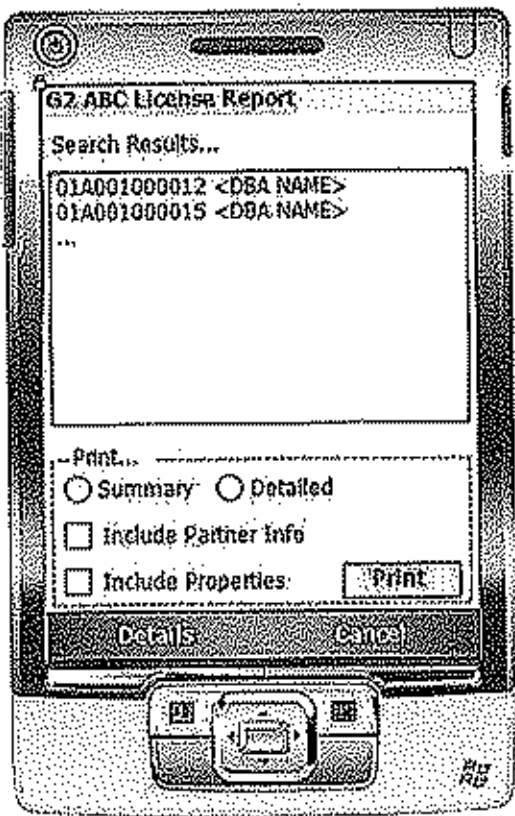 G2 ABC License Report
Search Results...
01A001000012 <DBA NAME>
01A001000015 <DBA NAME>
...
Print...
Summary Detailed
Include Partner Info
Include Properties Print
Details Cancel